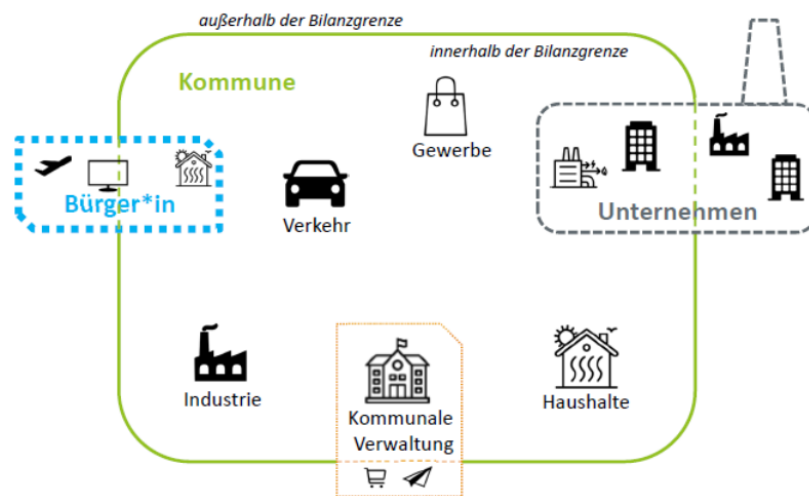 außerhalb der Bilanzgrenze
innerhalb der Bilanzgrenze
Kommune
Gewerbe
Bürger*in
Verkehr
Unternehmen
Industrie
Kommunale
Verwaltung
Haushalte